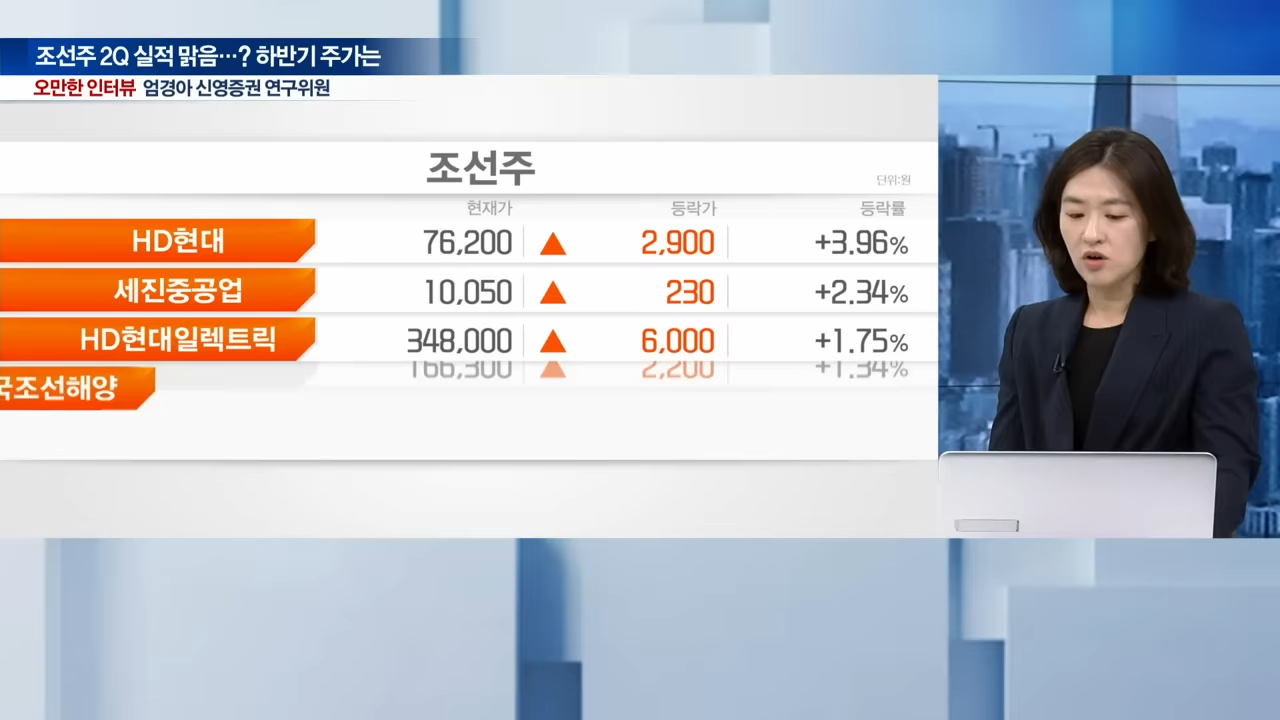 조선주 2Q 실적 맑음…? 하반기 주가는
오만한 인터뷰 엄경아 신영증권 연구위원
조선주
단위:원
현재가 등락가 등락률
HD현대 76,200 ▲ 2,900 +3.96%
세진중공업 10,050 ▲ 230 +2.34%
HD현대일렉트릭 348,000 ▲ 6,000 +1.75%
국조선해양 166,300 ▲ 2,200 +1.34%